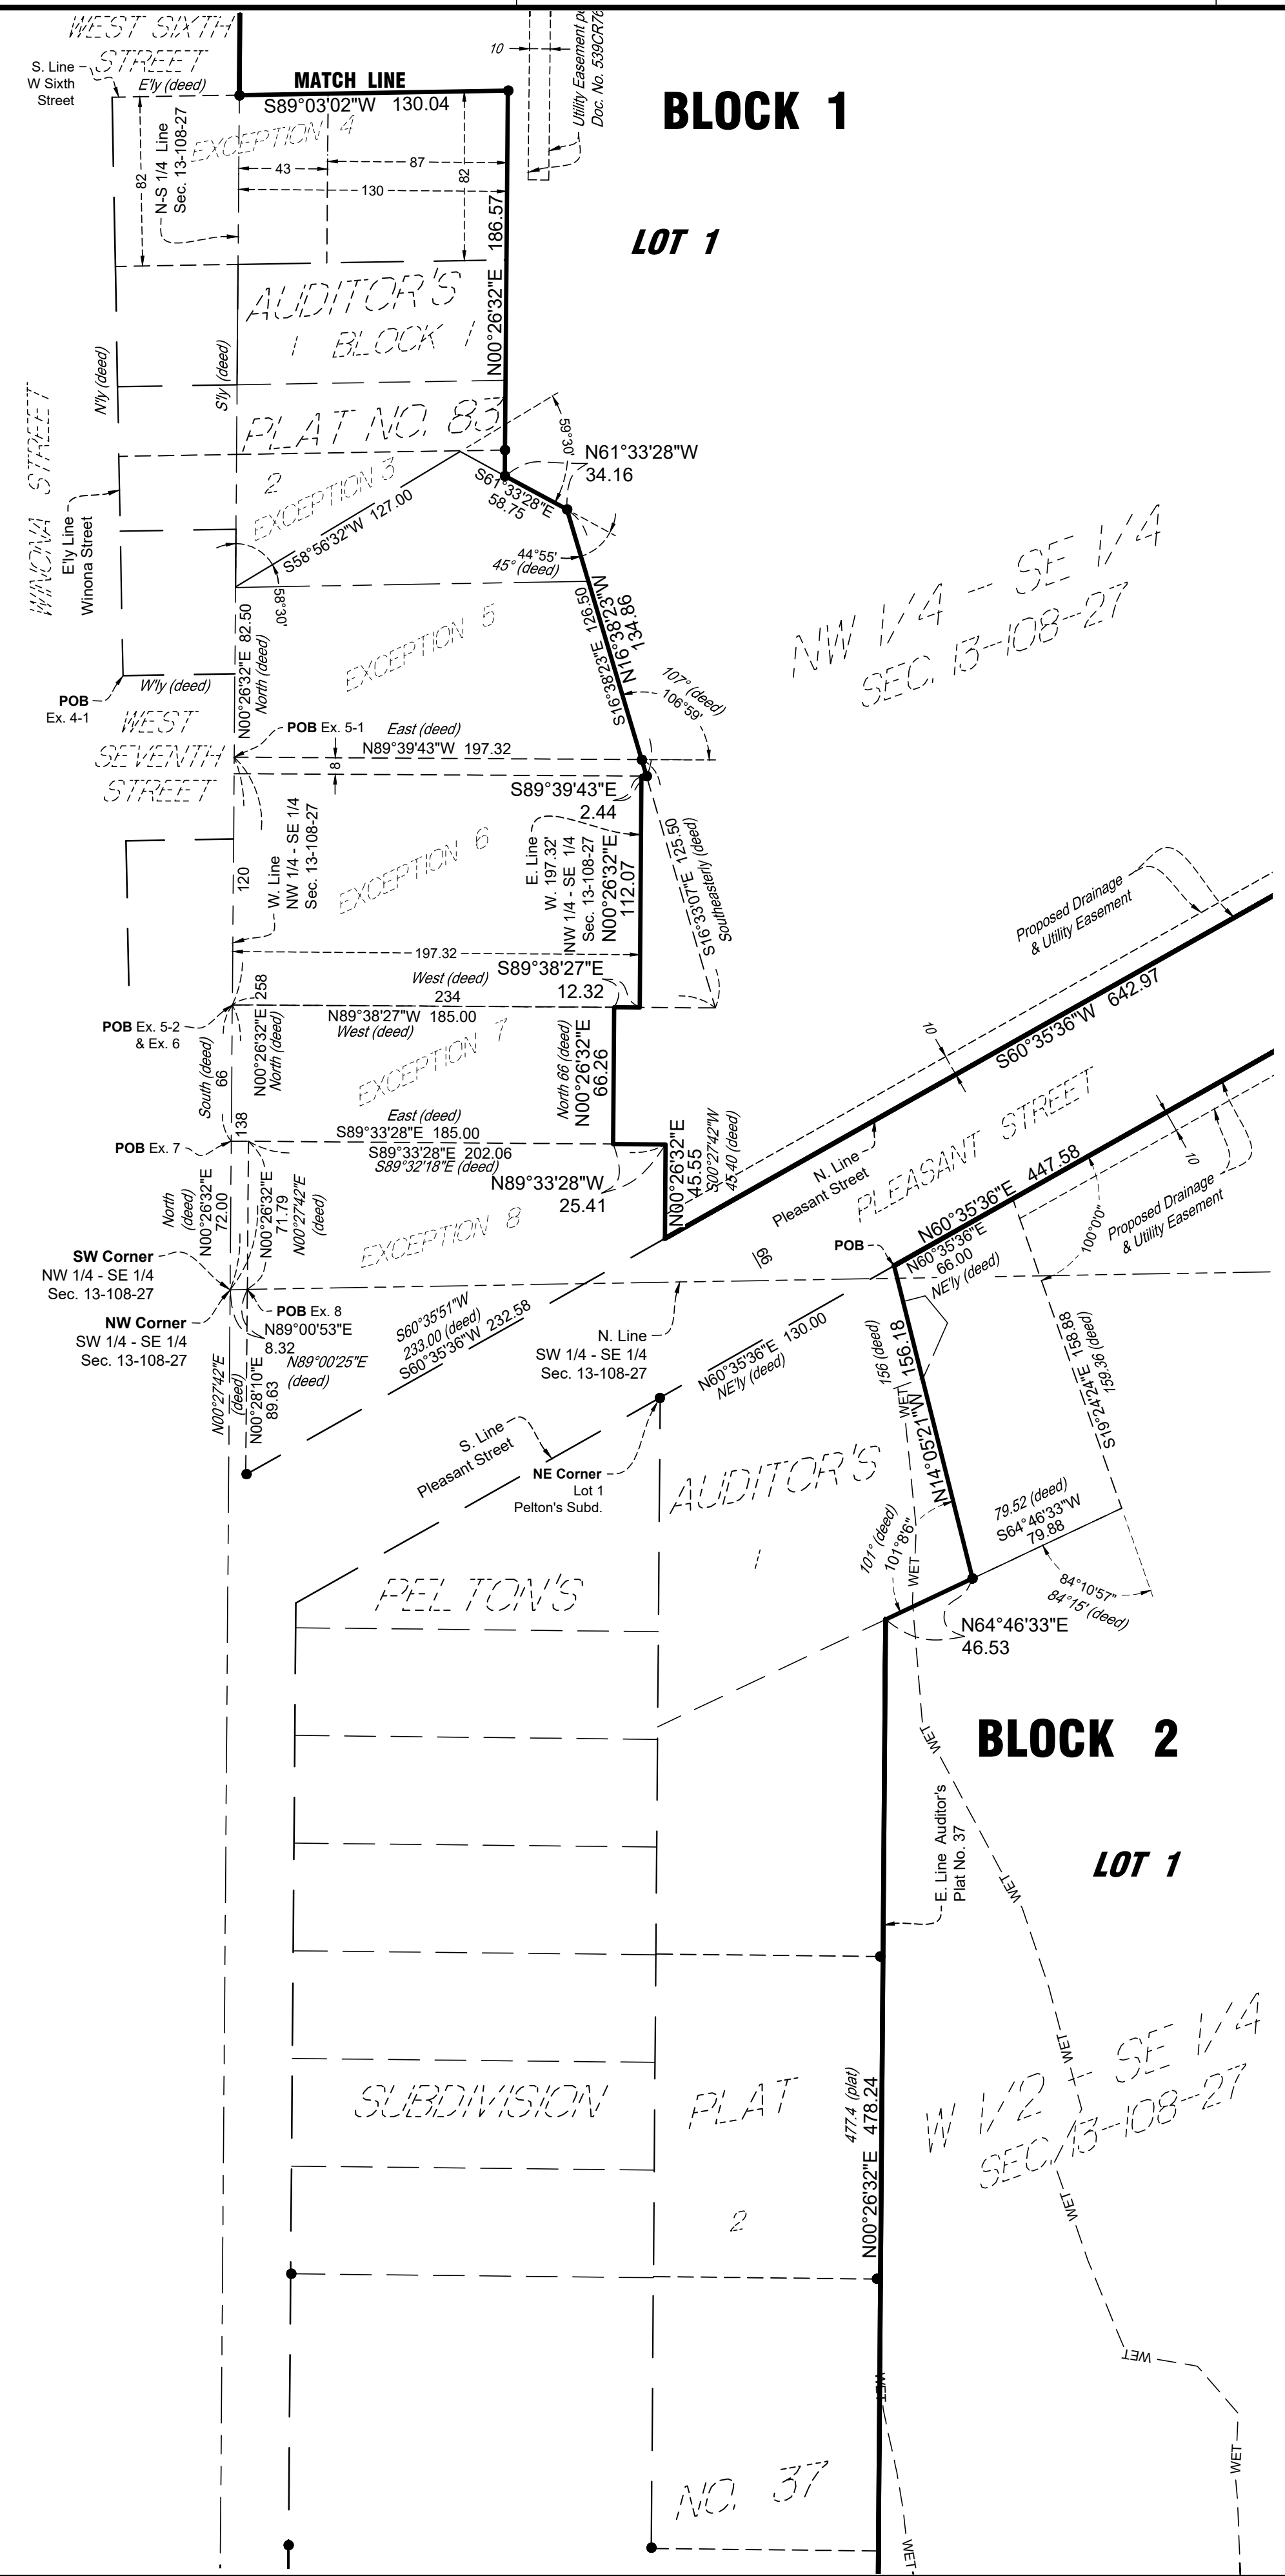 WEST SIXTH
STREET
S. Line
W Sixth
Street
E'ly (deed)
MATCH LINE
S89°03'02"W 130.04
10
Utility Easement
Doc. No.
BLOCK 1
EXCEPTION 4
N-S 1/4 Line
Sec. 13-108-27
82
43
87
130
82
LOT 1
N00°26'32"E 186.57
AUDITOR'S
1 BLOCK 1
N'ly (deed)
S'ly (deed)
PLAT NO. 83
WINONA STREET
E'ly Line
Winona Street
2
EXCEPTION 3
S58°56'32"W 127.00
59°30'
N61°33'28"W
34.16
S61°33'28"E
58.75
44°55'
45° (deed)
58°30'
N00°26'32"E 82.50
North (deed)
EXCEPTION 5
S16°38'23"E 126.50
N16°38'23"W
134.86
107° (deed)
106°59'
NW 1/4 - SE 1/4
SEC. 13-108-27
POB
Ex. 4-1
W'ly (deed)
WEST
SEVENTH
STREET
POB Ex. 5-1
East (deed)
N89°39'43"W 197.32
8
S89°39'43"E
2.44
EXCEPTION 6
120
W. Line
NW 1/4 - SE 1/4
Sec. 13-108-27
E. Line
W. 197.32'
NW 1/4 - SE 1/4
Sec. 13-108-27
N00°26'32"E
112.07
S16°33'07"E 125.50
Southeasterly (deed)
197.32
S89°38'27"E
12.32
West (deed)
234
N89°38'27"W 185.00
West (deed)
POB Ex. 5-2
& Ex. 6
258
N00°26'32"E
North (deed)
South (deed)
66
EXCEPTION 7
North 66 (deed)
N00°26'32"E
66.26
Proposed Drainage
& Utility Easement
10
S60°35'36"W 642.97
138
East (deed)
S89°33'28"E 185.00
POB Ex. 7
S89°33'28"E 202.06
S89°32'18"E (deed)
N89°33'28"W
25.41
N00°26'32"E
45.55
S00°27'42"W
45.40 (deed)
N. Line
Pleasant Street
PLEASANT STREET
N60°35'36"E 447.58
10
Proposed Drainage
& Utility Easement
100°0'0"
North
(deed)
N00°26'32"E
72.00
N00°26'32"E
71.79
N00°27'42"E
(deed)
EXCEPTION 8
66
POB
N60°35'36"E
66.00
NE'ly (deed)
SW Corner
NW 1/4 - SE 1/4
Sec. 13-108-27
NW Corner
SW 1/4 - SE 1/4
Sec. 13-108-27
POB Ex. 8
N89°00'53"E
8.32
N89°00'25"E
(deed)
N00°27'42"E
(deed)
N00°28'10"E
89.63
S60°35'51"W
233.00 (deed)
S60°35'36"W 232.58
N. Line
SW 1/4 - SE 1/4
Sec. 13-108-27
N60°35'36"E 130.00
NE'ly (deed)
156 (deed)
N14°05'21"W 156.18
WET
S19°24'24"E 158.98
159.36 (deed)
S. Line
Pleasant Street
NE Corner
Lot 1
Pelton's Subd.
AUDITOR'S
1
101° (deed)
101°8'6"
79.52 (deed)
S64°46'33"W
79.88
84°10'57"
84°15' (deed)
WET
N64°46'33"E
46.53
PELTON'S
BLOCK 2
WET
E. Line Auditor's
Plat No. 37
LOT 1
WET
WET
W 1/2 - SE 1/4
SEC. 13-108-27
SUBDIVISION
PLAT
477.4 (plat)
N00°26'32"E 478.24
WET
2
WET
WET
WET
NO. 37
WET